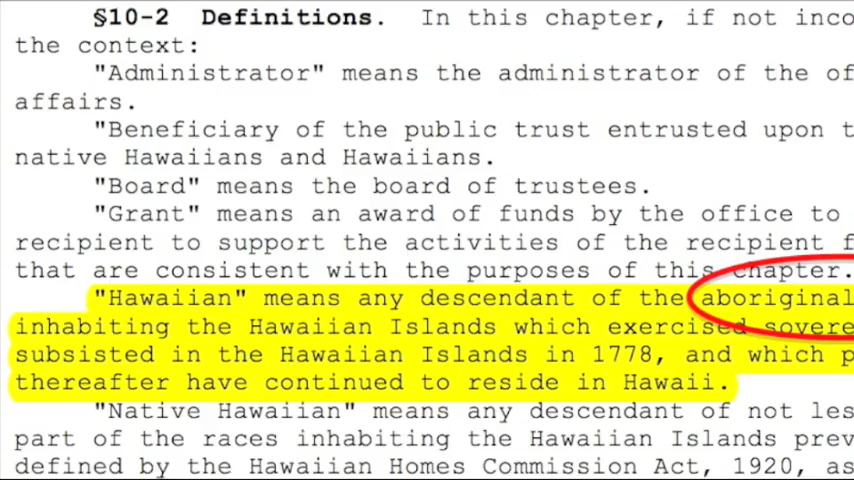 §10-2 Definitions. In this chapter, if not
the context:
"Administrator" means the administrator of the
affairs.
"Beneficiary of the public trust entrusted upon
native Hawaiians and Hawaiians.
"Board" means the board of trustees.
"Grant" means an award of funds by the office to
recipient to support the activities of the recipient
that are consistent with the purposes of this chapter.
"Hawaiian" means any descendant of the aboriginal
inhabiting the Hawaiian Islands which exercised
subsisted in the Hawaiian Islands in 1778, and which
thereafter have continued to reside in Hawaii.
"Native Hawaiian" means any descendant of not
part of the races inhabiting the Hawaiian Islands
defined by the Hawaiian Homes Commission Act, 1920, as